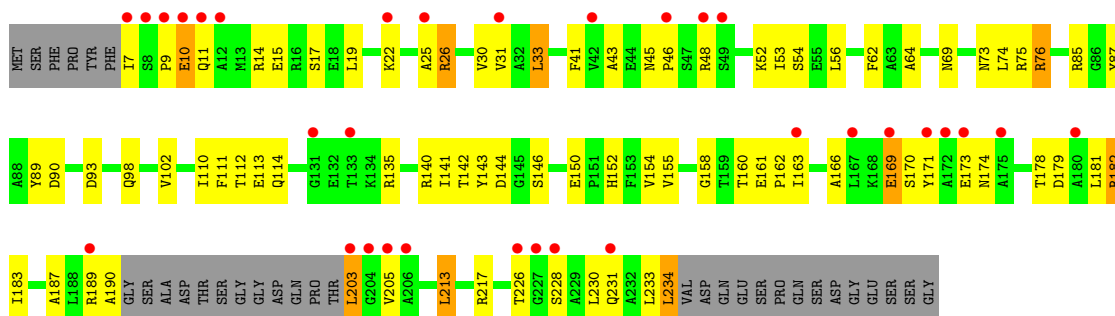 MET SER PHE PRO TYR PHE I7 S8 P9 E10 Q11 A12 M13 R14 E15 R16 S17 E18 L19 K22 A25 R26 V30 V31 A32 L33 F41 V42 A43 E44 N45 P46 S47 R48 S49 K52 I53 S54 E55 L56 F62 A63 A64 N69 N73 L74 R75 R76 R85 G86 Y87
A88 Y89 D90 D93 Q98 V102 I110 F111 T112 E113 Q114 G131 E132 T133 K134 R135 R140 I141 T142 Y143 D144 G145 S146 E150 P151 H152 F153 V154 V155 G158 T159 T160 E161 P162 I163 A166 L167 K168 E169 S170 Y171 A172 E173 N174 A175 T178 D179 A180 L181 R182
I183 A187 L188 R189 A190 GLY SER ALA ASP THR SER GLY GLY ASP GLN PRO THR L203 G204 V205 A206 L213 R217 T226 G227 S228 A229 L230 Q231 A232 L233 L234 VAL ASP GLN GLU SER PRO GLN SER ASP GLY GLU SER SER GLY